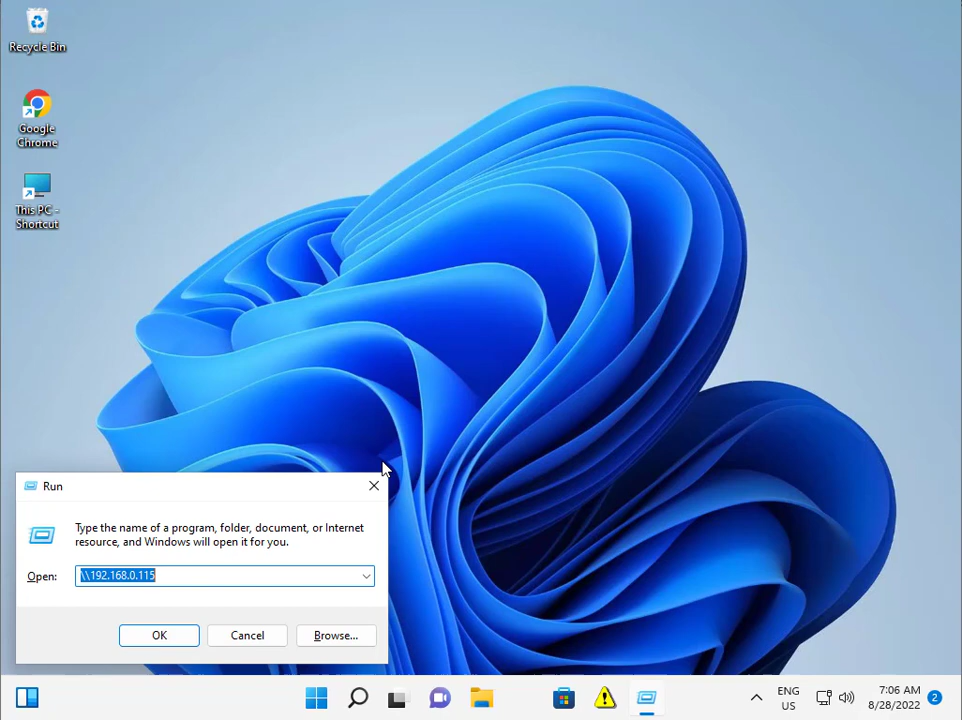 Recycle Bin
Google
Chrome
This PC -
Shortcut
Run
Type the name of a program, folder, document, or Internet
resource, and Windows will open it for you.
Open:
\\192.168.0.115
OK
Cancel
Browse...
ENG
US
7:06 AM
8/28/2022
2